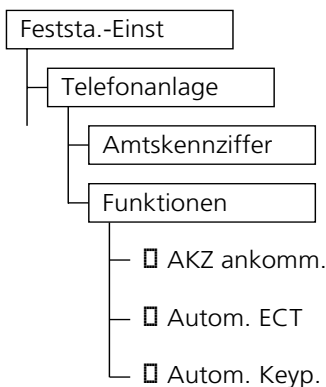 Feststa.-Einst
Telefonanlage
Amtskennziffer
Funktionen
AKZ ankomm.
Autom. ECT
Autom. Keyp.